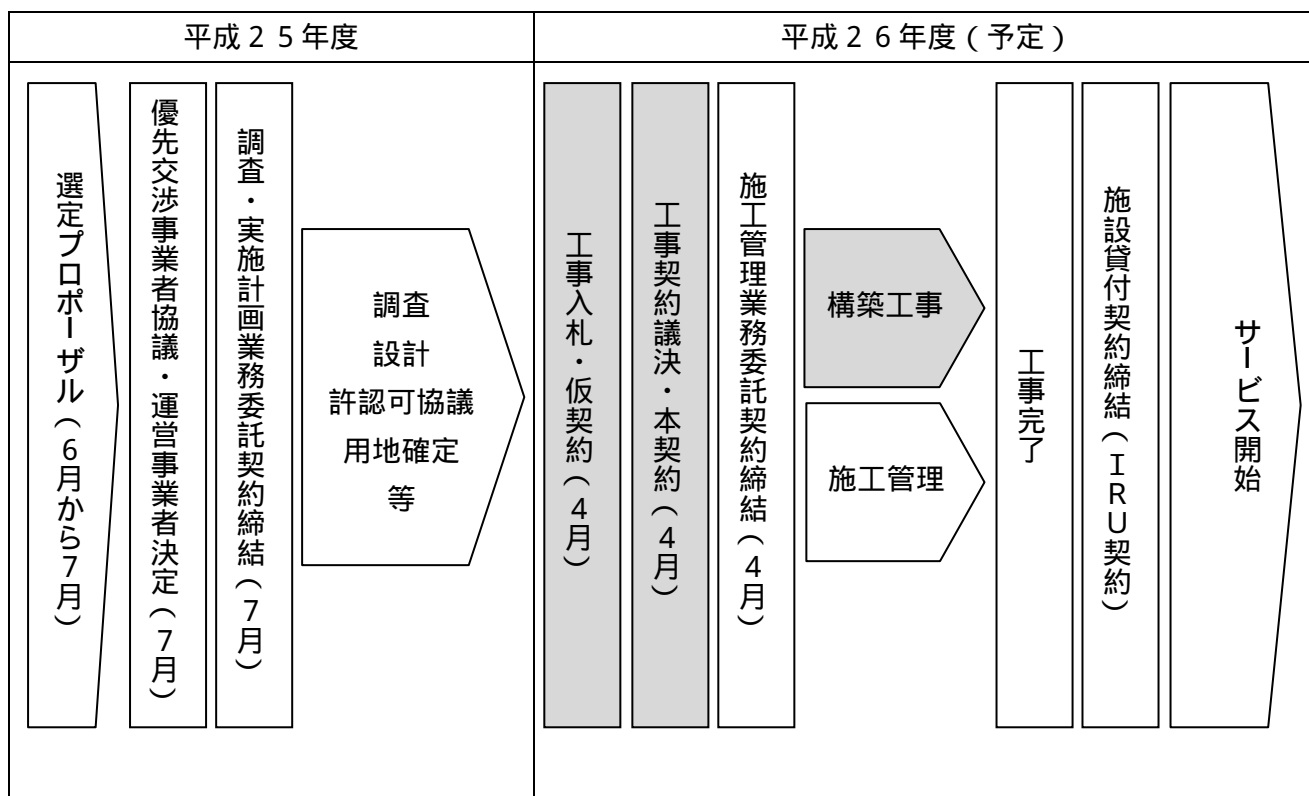 平成２５年度
平成２６年度（予定）
選定プロポーザル（６月から７月）
優先交渉事業者協議・運営事業者決定（７月）
調査・実施計画業務委託契約締結（７月）
調査
設計
許認可協議
用地確定
等
工事入札・仮契約（４月）
工事契約議決・本契約（４月）
施工管理業務委託契約締結（４月）
構築工事
施工管理
工事完了
施設貸付契約締結（ＩＲＵ契約）
サービス開始